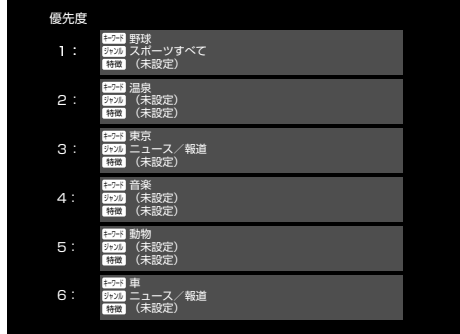 優先度
1： キーワード 野球
ジャンル スポーツすべて
特徴 （未設定）
2： キーワード 温泉
ジャンル （未設定）
特徴 （未設定）
3： キーワード 東京
ジャンル ニュース／報道
特徴 （未設定）
4： キーワード 音楽
ジャンル （未設定）
特徴 （未設定）
5： キーワード 動物
ジャンル （未設定）
特徴 （未設定）
6： キーワード 車
ジャンル ニュース／報道
特徴 （未設定）